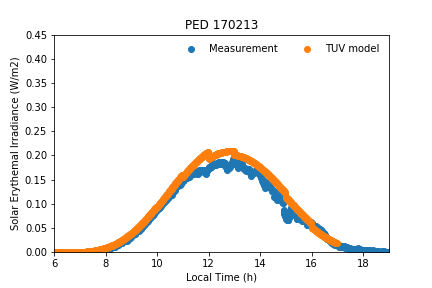 PED 170213
Measurement
TUV model
Solar Erythemal Irradiance (W/m2)
0.45
0.40
0.35
0.30
0.25
0.20
0.15
0.10
0.05
0.00
6 8 10 12 14 16 18
Local Time (h)